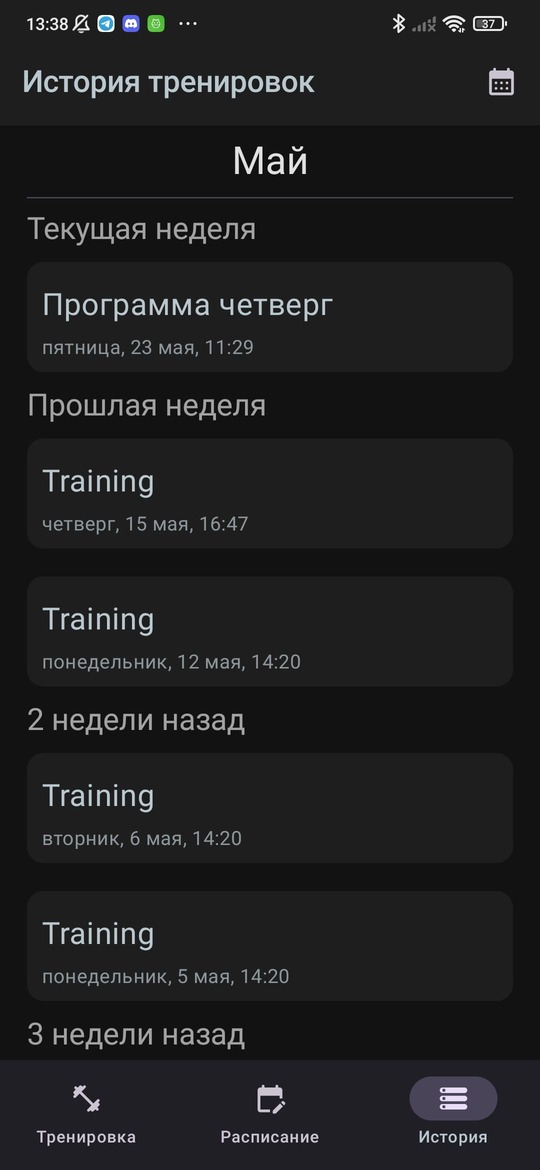 13:38
37
История тренировок
Май
Текущая неделя
Программа четверг
пятница, 23 мая, 11:29
Прошлая неделя
Training
четверг, 15 мая, 16:47
Training
понедельник, 12 мая, 14:20
2 недели назад
Training
вторник, 6 мая, 14:20
Training
понедельник, 5 мая, 14:20
3 недели назад
Тренировка
Расписание
История